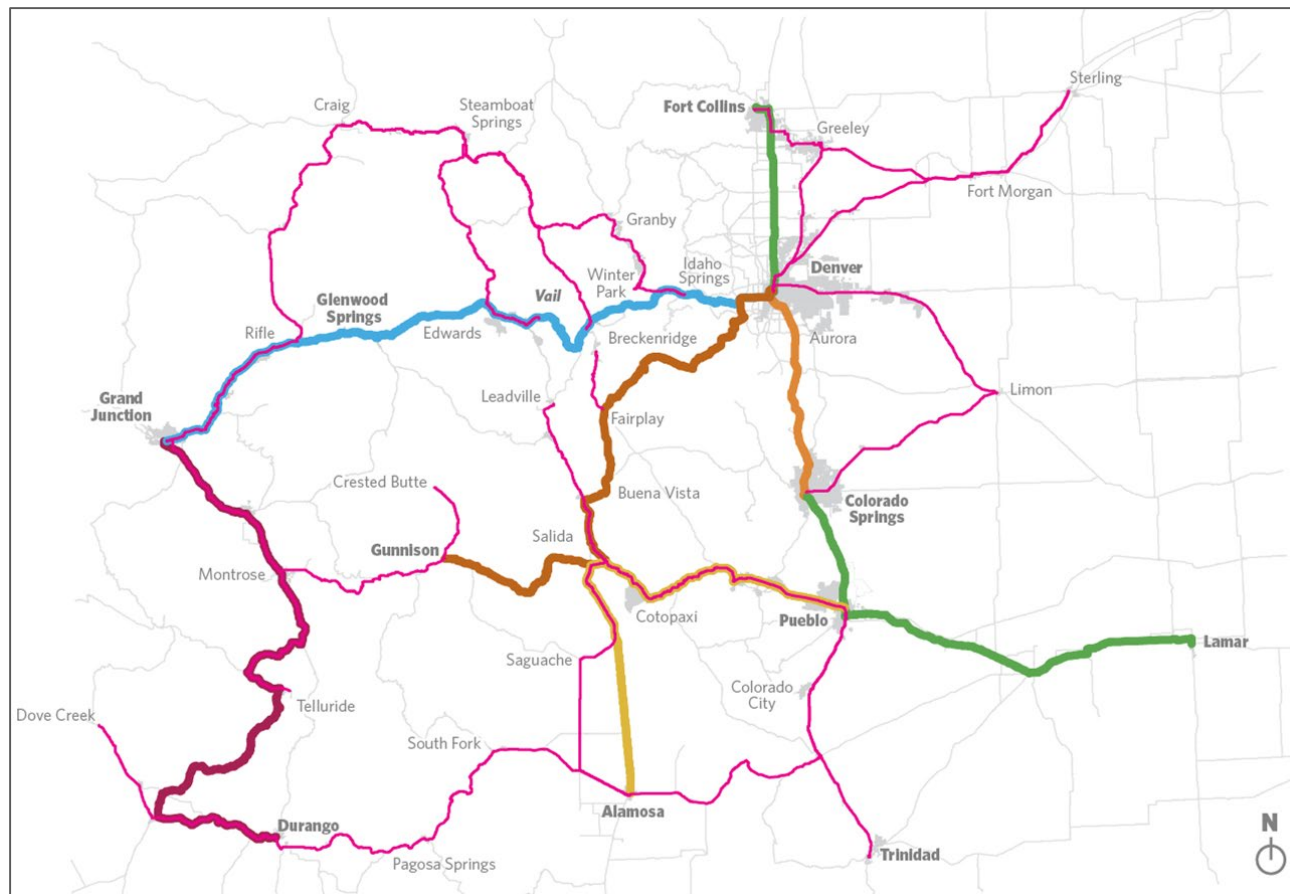 Sterling
Craig
Steamboat
Springs
Fort Collins
Greeley
Fort Morgan
Granby
Idaho
Springs
Denver
Winter
Park
Vail
Glenwood
Springs
Edwards
Rifle
Breckenridge
Aurora
Leadville
Limon
Grand
Junction
Fairplay
Crested Butte
Buena Vista
Colorado
Springs
Salida
Gunnison
Montrose
Cotopaxi
Pueblo
Lamar
Saguache
Colorado
City
Telluride
Dove Creek
South Fork
Alamosa
Durango
Pagosa Springs
Trinidad
N